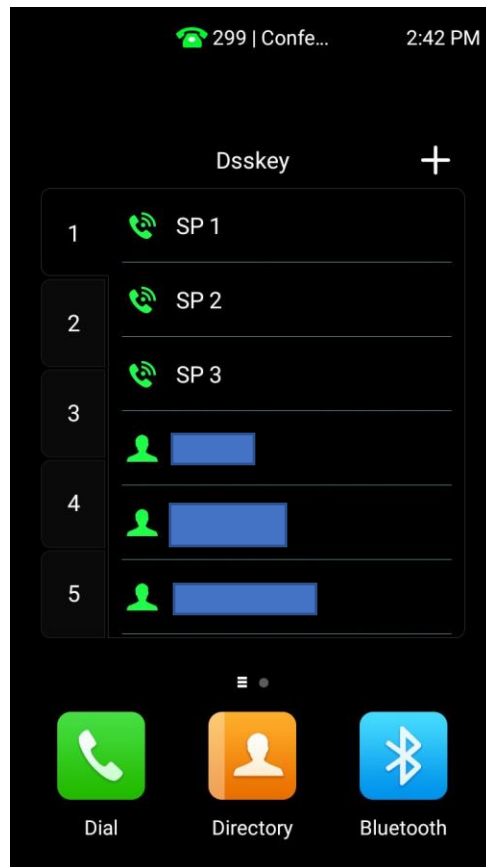 299 | Confe... 2:42 PM
Dsskey
1 SP 1
SP 2
2
SP 3
3
4
5
Dial Directory Bluetooth